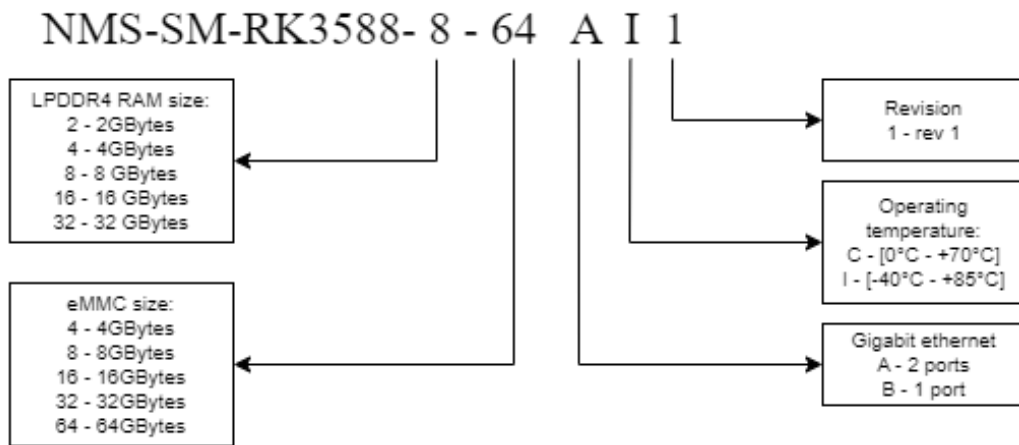 NMS-SM-RK3588- 8 - 64 A I 1
LPDDR4 RAM size:
2 - 2GBytes
4 - 4GBytes
8 - 8 GBytes
16 - 16 GBytes
32 - 32 GBytes
eMMC size:
4 - 4GBytes
8 - 8GBytes
16 - 16GBytes
32 - 32GBytes
64 - 64GBytes
Revision
1 - rev 1
Operating
temperature:
C - [0°C - +70°C]
I - [-40°C - +85°C]
Gigabit ethernet
A - 2 ports
B - 1 port